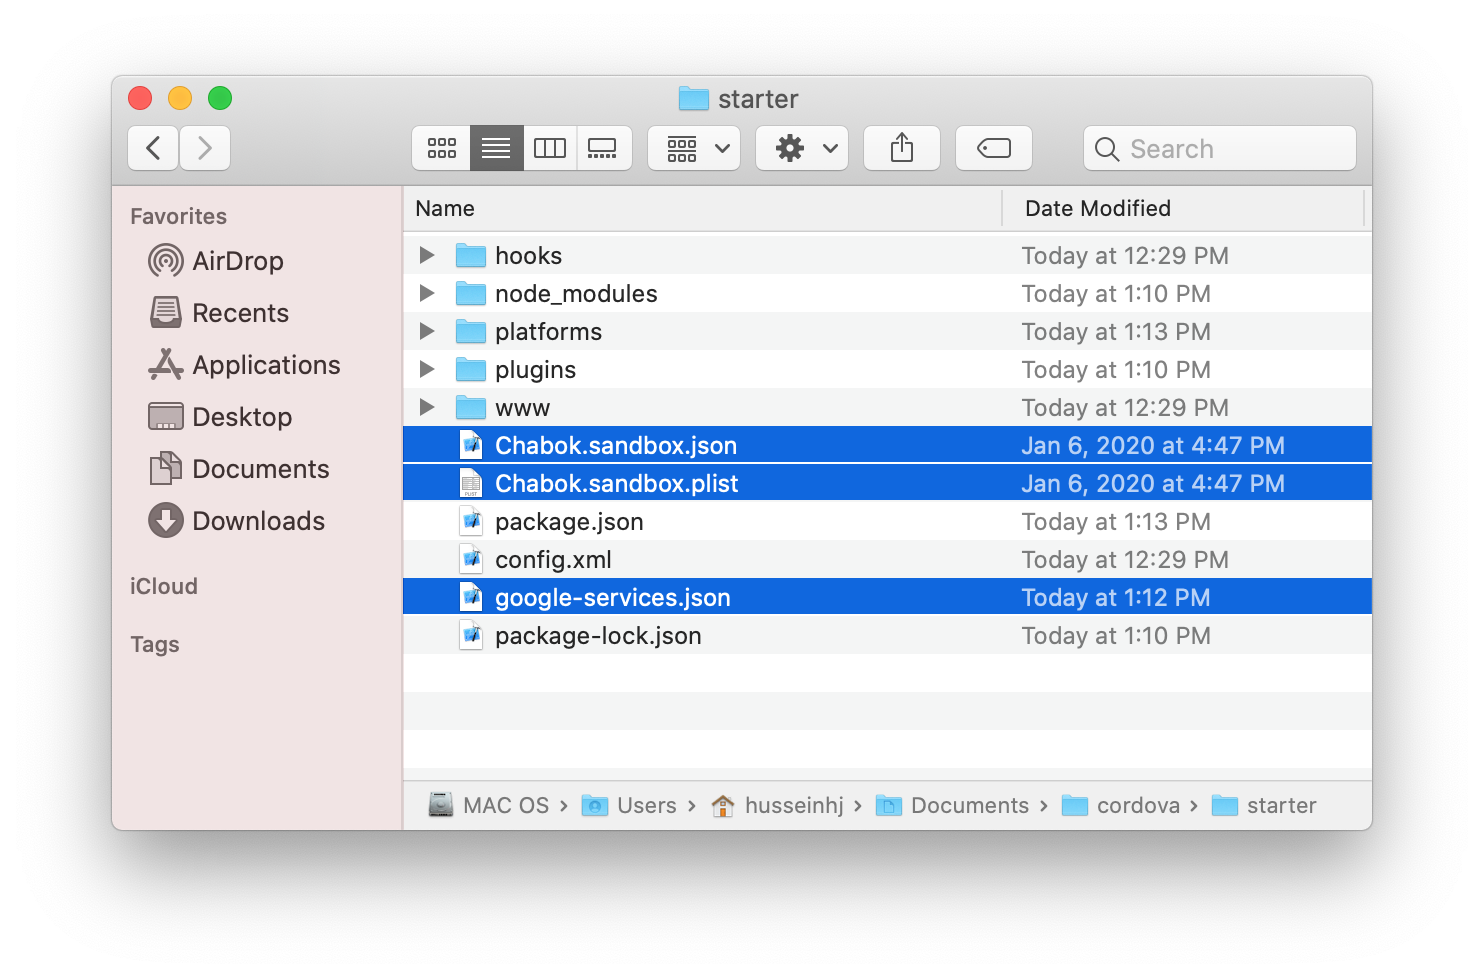 starter
Search
Favorites
AirDrop
Recents
Applications
Desktop
Documents
Downloads
iCloud
Tags
Name Date Modified
hooks Today at 12:29 PM
node_modules Today at 1:10 PM
platforms Today at 1:13 PM
plugins Today at 1:10 PM
www Today at 12:29 PM
Chabok.sandbox.json Jan 6, 2020 at 4:47 PM
PLIST Chabok.sandbox.plist Jan 6, 2020 at 4:47 PM
package.json Today at 1:13 PM
config.xml Today at 12:29 PM
google-services.json Today at 1:12 PM
package-lock.json Today at 1:10 PM
MAC OS › Users › husseinhj › Documents › cordova › starter